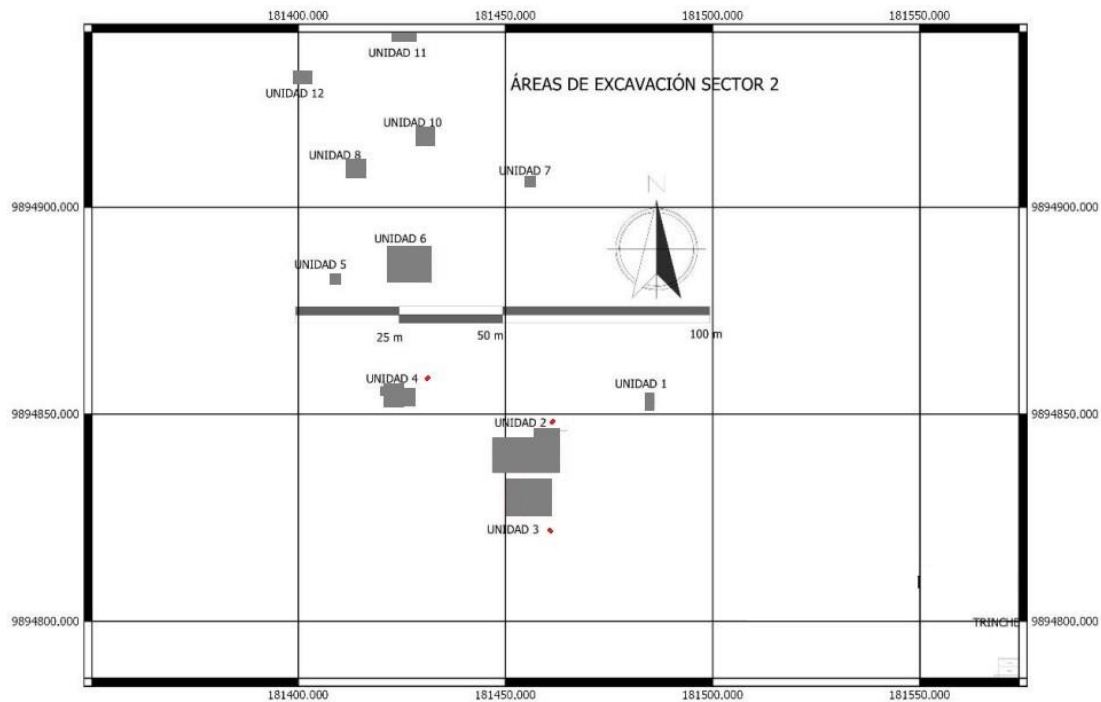 181400.000 181450.000 181500.000 181550.000
UNIDAD 11
ÁREAS DE EXCAVACIÓN SECTOR 2
UNIDAD 12
UNIDAD 10
UNIDAD 8
UNIDAD 7
N
9894900.000 9894900.000
UNIDAD 6
UNIDAD 5
25 m 50 m 100 m
UNIDAD 4
UNIDAD 1
9894850.000 9894850.000
UNIDAD 2
UNIDAD 3
9894800.000 TRINCHE 9894800.000
181400.000 181450.000 181500.000 181550.000